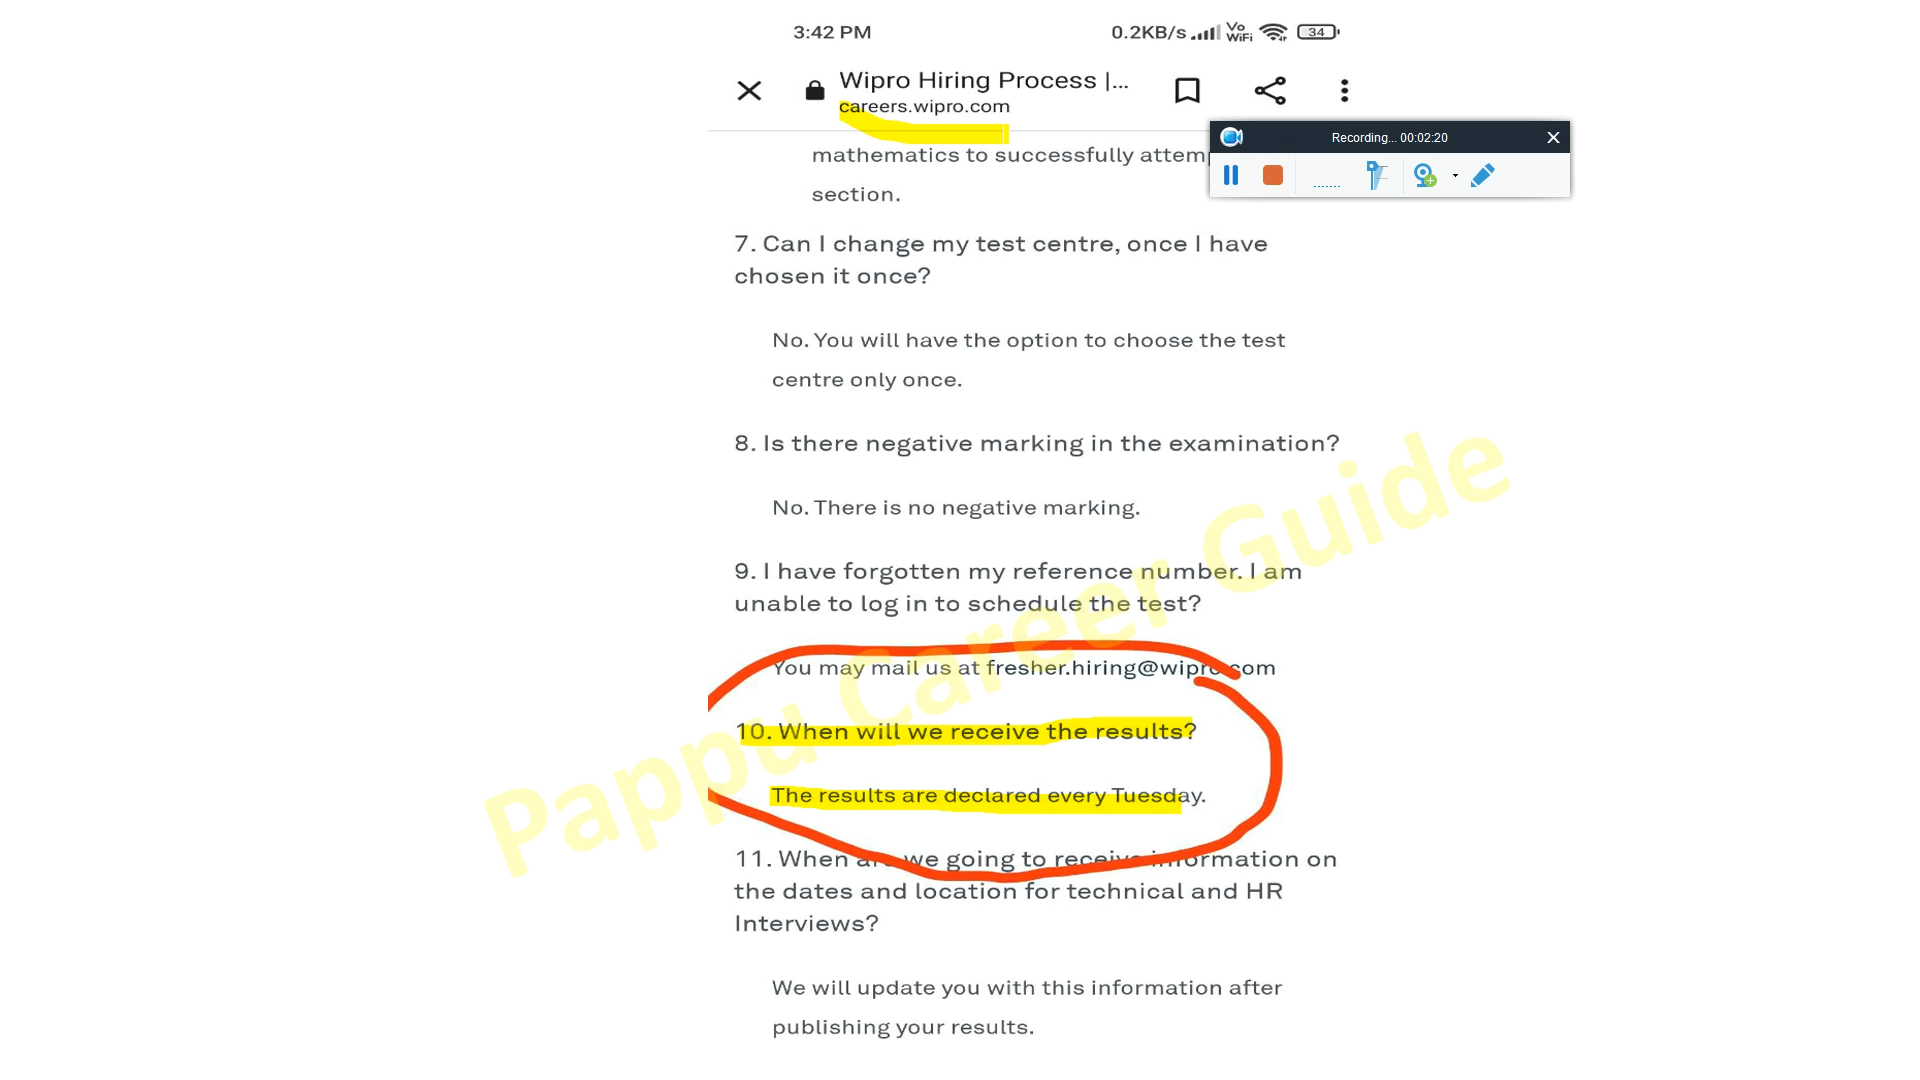 3:42 PM 0.2KB/s Vo WiFi 34
Wipro Hiring Process |...
careers.wipro.com
Recording... 00:02:20
mathematics to successfully attem
section.
7. Can I change my test centre, once I have
chosen it once?
No. You will have the option to choose the test
centre only once.
8. Is there negative marking in the examination?
No. There is no negative marking.
9. I have forgotten my reference number. I am
unable to log in to schedule the test?
You may mail us at fresher.hiring@wipro.com
10. When will we receive the results?
The results are declared every Tuesday.
11. When are we going to receive information on
the dates and location for technical and HR
Interviews?
We will update you with this information after
publishing your results.
Pappu Career Guide